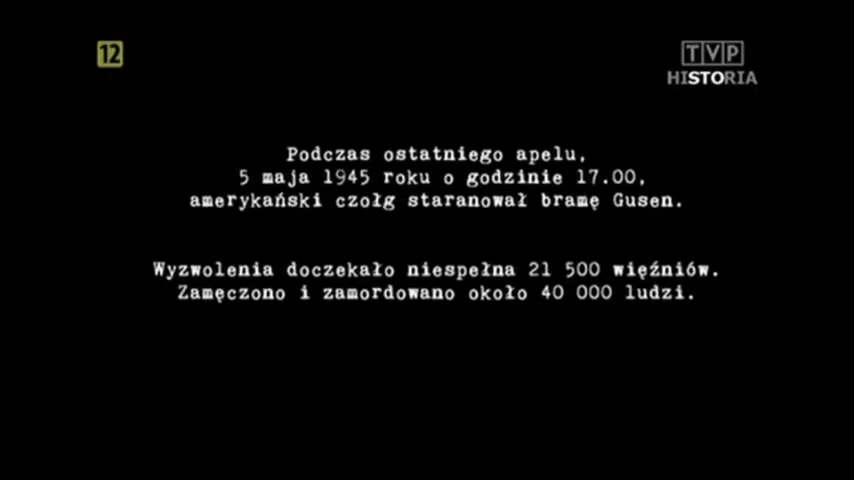 12
TVP
HISTORIA
Podczas ostatniego apelu,
5 maja 1945 roku o godzinie 17.00,
amerykański czołg staranował bramę Gusen.
Wyzwolenia doczekało niespełna 21 500 więźniów.
Zamęczono i zamordowano około 40 000 ludzi.